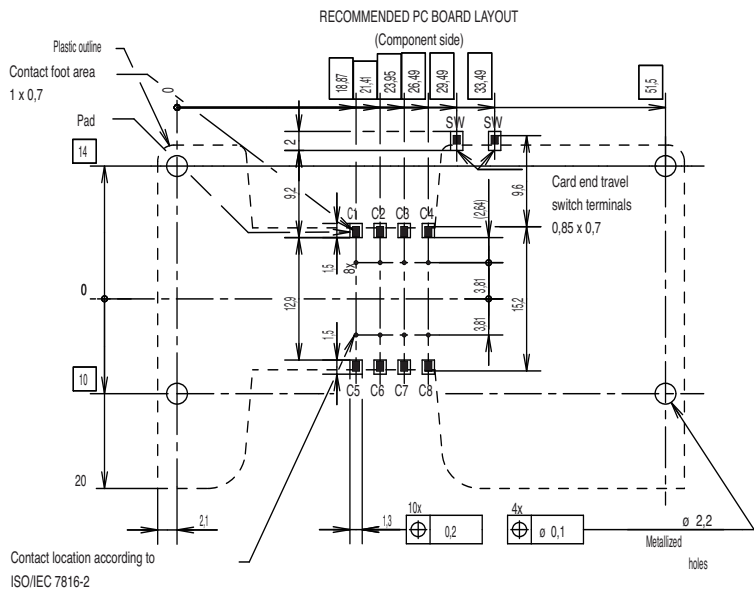 RECOMMENDED PC BOARD LAYOUT
(Component side)
Plastic outline
Contact foot area
1 x 0,7
Pad
0
18,87
21,41
23,95
26,49
29,49
33,49
51,5
SW
SW
14
2
9,2
9,6
Card end travel
switch terminals
0,85 x 0,7
C1
C2
C3
C4
(2,64)
1,5
8x
0
12,9
3,81
3,81
15,2
1,5
10
C5
C6
C7
C8
20
2,1
1,3
10x
0,2
4x
ø 0,1
ø 2,2
Metallized
holes
Contact location according to
ISO/IEC 7816-2